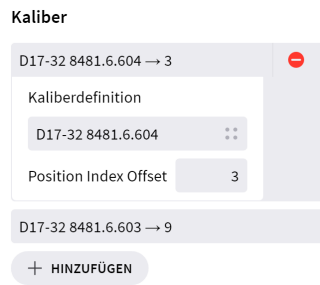 Kaliber
D17-32 8481.6.604 → 3
Kaliberdefinition
D17-32 8481.6.604
Position Index Offset 3
D17-32 8481.6.603 → 9
HINZUFÜGEN